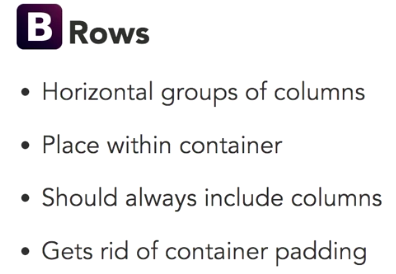 B Rows
• Horizontal groups of columns
• Place within container
• Should always include columns
• Gets rid of container padding